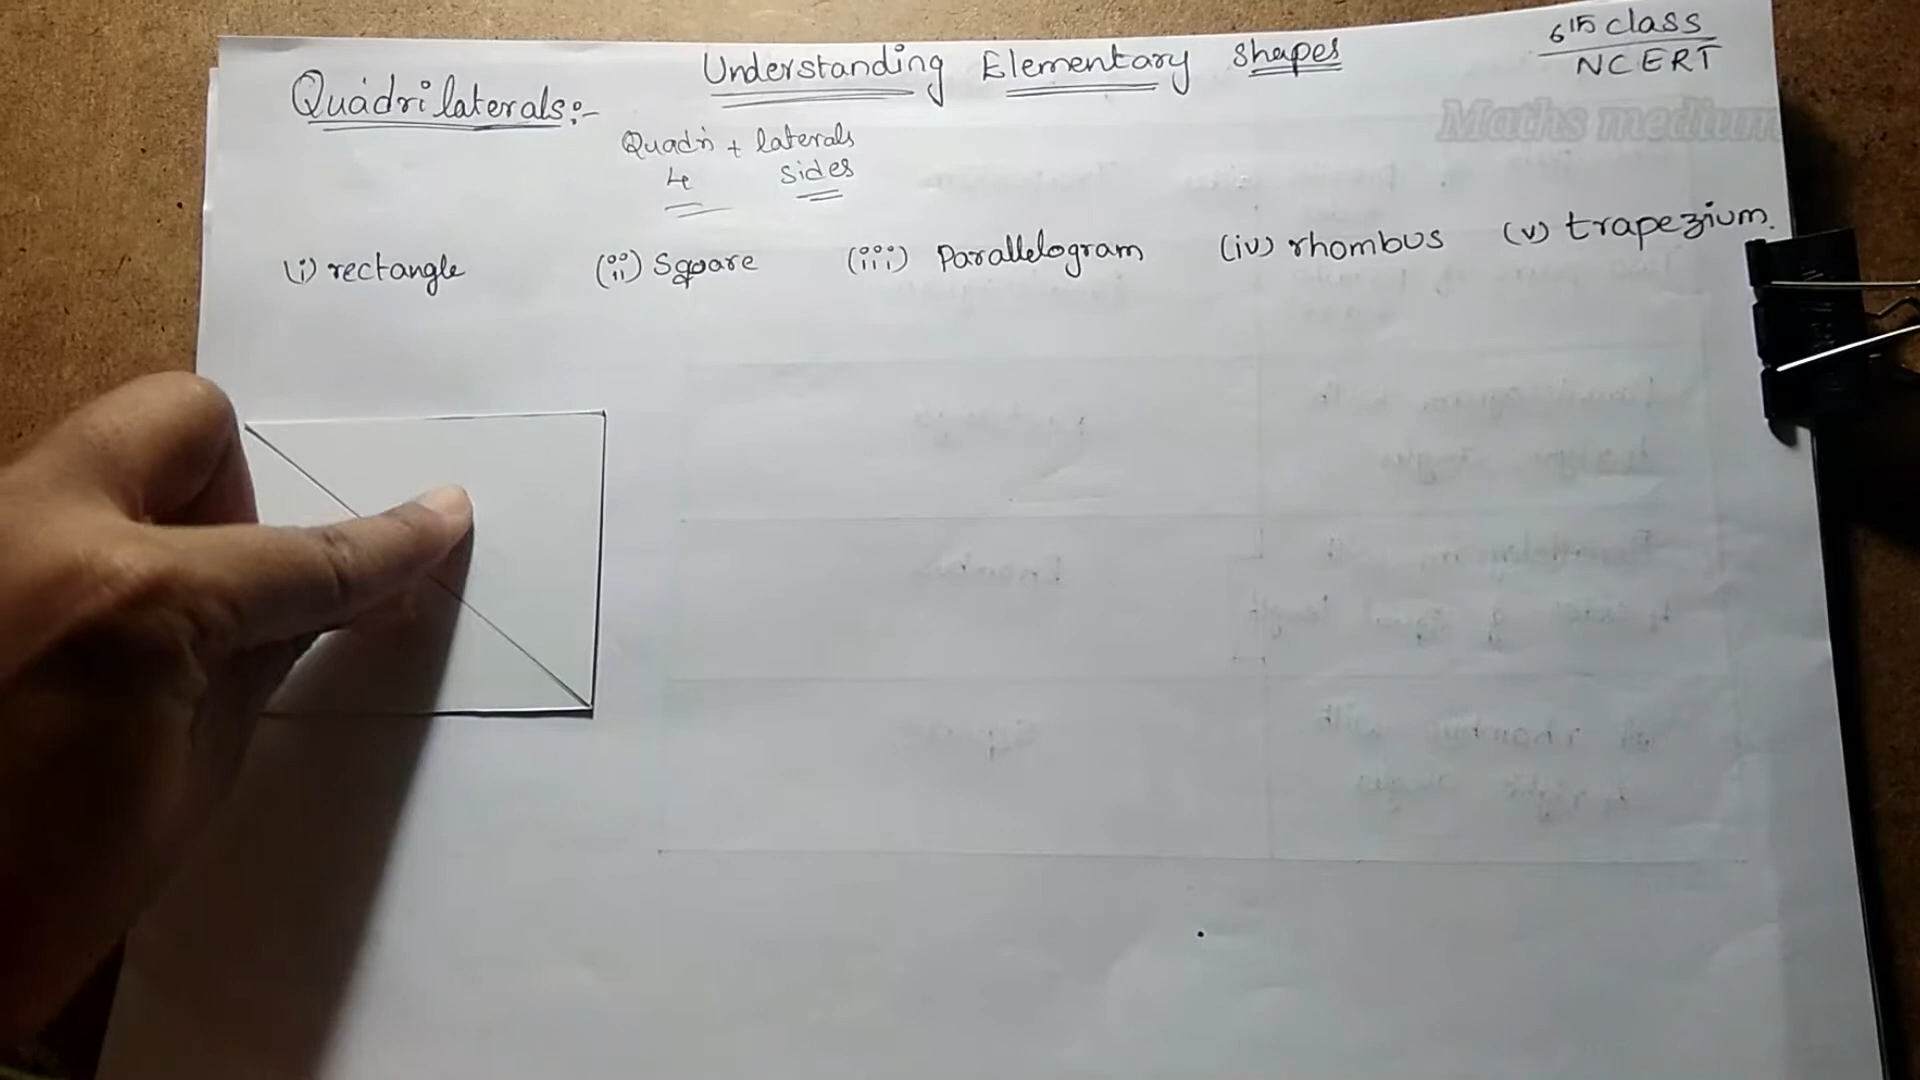 Understanding Elementary Shapes
6th class
NCERT
Maths medium
Quadrilaterals:-
Quadri + laterals
4 sides
(i) rectangle (ii) Square (iii) Parallelogram (iv) rhombus (v) trapezium.